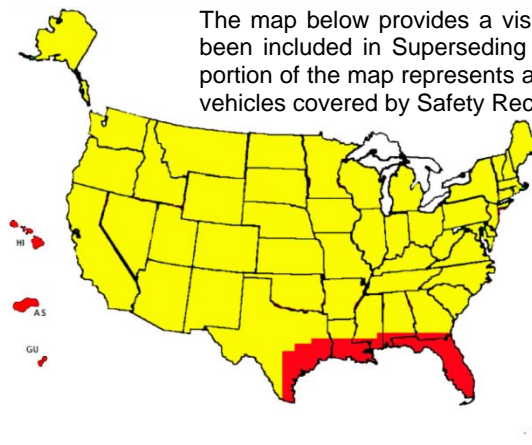 The map below provides a vis
been included in Superseding
portion of the map represents a
vehicles covered by Safety Rec
HI
AS
GU